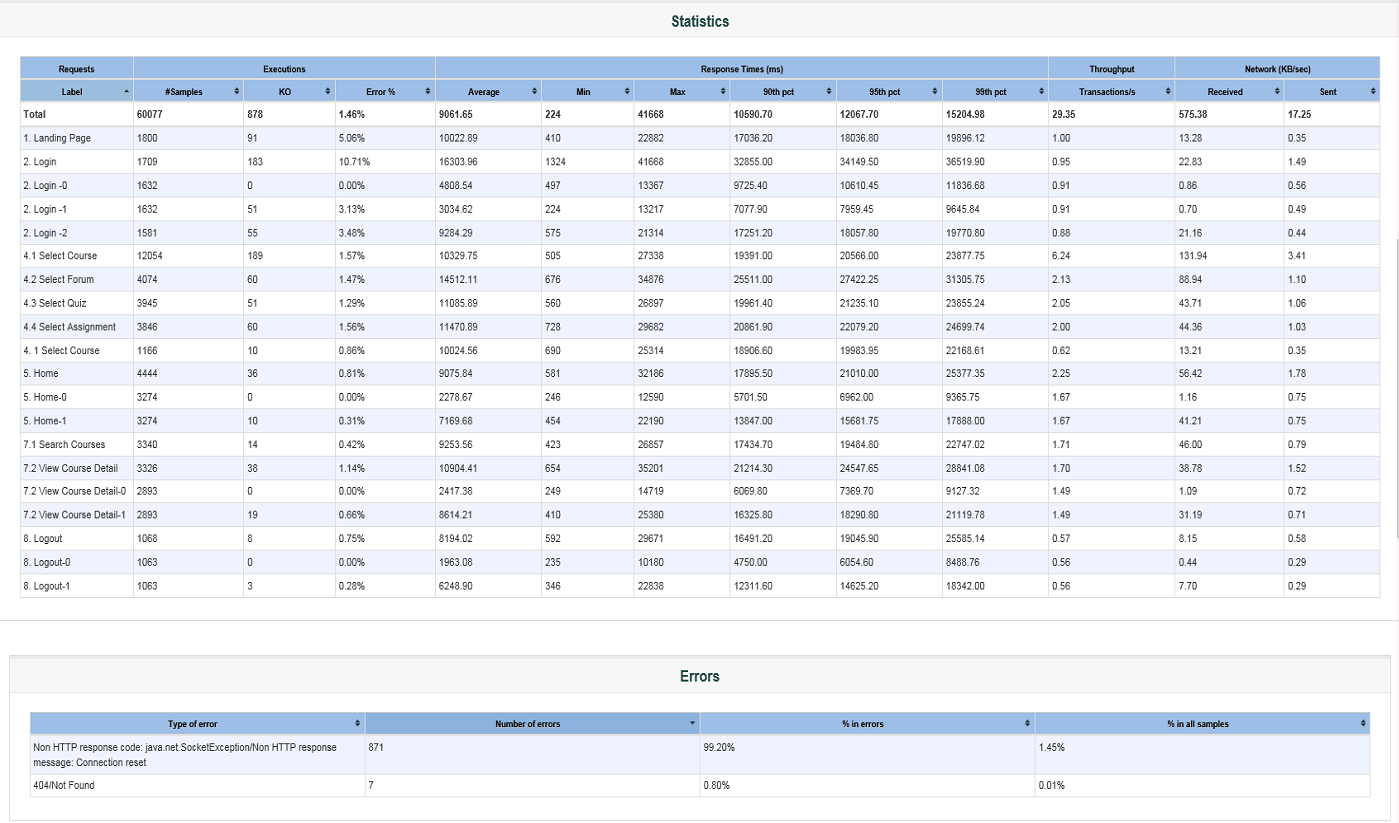 Statistics
Requests Executions Response Times (ms) Throughput Network (KB/sec)
Label #Samples KO Error % Average Min Max 90th pct 95th pct 99th pct Transactions/s Received Sent
Total 60077 878 1.46% 9061.65 224 41668 10590.70 12067.70 15204.98 29.35 575.38 17.25
1. Landing Page 1800 91 5.06% 10022.89 410 22882 17036.20 18036.80 19896.12 1.00 13.28 0.35
2. Login 1709 183 10.71% 16303.96 1324 41668 32855.00 34149.50 36519.90 0.95 22.83 1.49
2. Login -0 1632 0 0.00% 4808.54 497 13367 9725.40 10610.45 11836.68 0.91 0.86 0.56
2. Login -1 1632 51 3.13% 3034.62 224 13217 7077.90 7959.45 9645.84 0.91 0.70 0.49
2. Login -2 1581 55 3.48% 9284.29 575 21314 17251.20 18057.80 19770.80 0.88 21.16 0.44
4.1 Select Course 12054 189 1.57% 10329.75 505 27338 19391.00 20566.00 23877.75 6.24 131.94 3.41
4.2 Select Forum 4074 60 1.47% 14512.11 676 34876 25511.00 27422.25 31305.75 2.13 88.94 1.10
4.3 Select Quiz 3945 51 1.29% 11085.89 560 26897 19961.40 21235.10 23855.24 2.05 43.71 1.06
4.4 Select Assignment 3846 60 1.56% 11470.89 728 29682 20861.90 22079.20 24699.74 2.00 44.36 1.03
4. 1 Select Course 1166 10 0.86% 10024.56 690 25314 18906.60 19983.95 22168.61 0.62 13.21 0.35
5. Home 4444 36 0.81% 9075.84 581 32186 17895.50 21010.00 25377.35 2.25 56.42 1.78
5. Home-0 3274 0 0.00% 2278.67 246 12590 5701.50 6962.00 9365.75 1.67 1.16 0.75
5. Home-1 3274 10 0.31% 7169.68 454 22190 13847.00 15681.75 17888.00 1.67 41.21 0.75
7.1 Search Courses 3340 14 0.42% 9253.56 423 26857 17434.70 19484.80 22747.02 1.71 46.00 0.79
7.2 View Course Detail 3326 38 1.14% 10904.41 654 35201 21214.30 24547.65 28841.08 1.70 38.78 1.52
7.2 View Course Detail-0 2893 0 0.00% 2417.38 249 14719 6069.80 7369.70 9127.32 1.49 1.09 0.72
7.2 View Course Detail-1 2893 19 0.66% 8614.21 410 25380 16325.80 18290.80 21119.78 1.49 31.19 0.71
8. Logout 1068 8 0.75% 8194.02 592 29671 16491.20 19045.90 25585.14 0.57 8.15 0.58
8. Logout-0 1063 0 0.00% 1963.08 235 10180 4750.00 6054.60 8488.76 0.56 0.44 0.29
8. Logout-1 1063 3 0.28% 6248.90 346 22838 12311.60 14625.20 18342.00 0.56 7.70 0.29
Errors
Type of error Number of errors % in errors % in all samples
Non HTTP response code: java.net.SocketException/Non HTTP response 871 99.20% 1.45%
message: Connection reset
404/Not Found 7 0.80% 0.01%